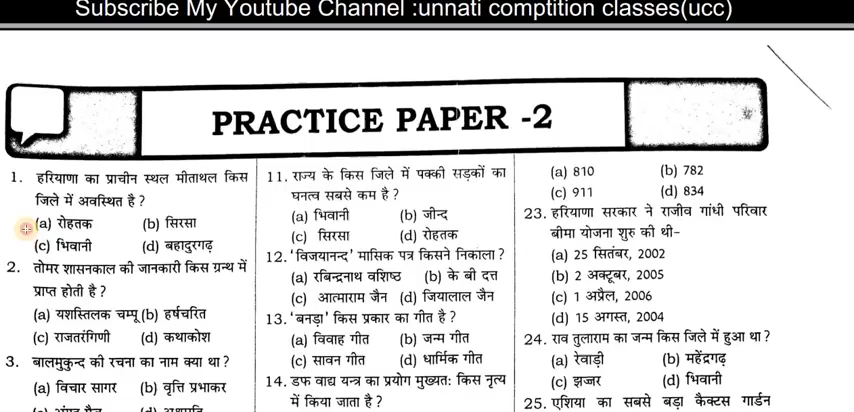 Subscribe My Youtube Channel :unnati comptition classes(ucc)
PRACTICE PAPER -2
1. हरियाणा का प्राचीन स्थल मीताथल किस
जिले में अवस्थित है ?
(a) रोहतक (b) सिरसा
(c) भिवानी (d) बहादुरगढ़
2. तोमर शासनकाल की जानकारी किस ग्रन्थ में
प्राप्त होती है ?
(a) यशस्तिलक चम्पू (b) हर्षचरित
(c) राजतरंगिणी (d) कथाकोश
3. बालमुकुन्द की रचना का नाम क्या था ?
(a) विचार सागर (b) वृत्ति प्रभाकर
11. राज्य के किस जिले में पक्की सड़कों का
घनत्व सबसे कम है ?
(a) भिवानी (b) जीन्द
(c) सिरसा (d) रोहतक
12. 'विजयानन्द' मासिक पत्र किसने निकाला ?
(a) रबिन्द्रनाथ वशिष्ठ (b) के बी दत्त
(c) आत्माराम जैन (d) जियालाल जैन
13. 'बनड़ा' किस प्रकार का गीत है ?
(a) विवाह गीत (b) जन्म गीत
(c) सावन गीत (d) धार्मिक गीत
14. डफ वाद्य यन्त्र का प्रयोग मुख्यतः किस नृत्य
में किया जाता है ?
(a) 810 (b) 782
(c) 911 (d) 834
23. हरियाणा सरकार ने राजीव गांधी परिवार
बीमा योजना शुरु की थी-
(a) 25 सितंबर, 2002
(b) 2 अक्टूबर, 2005
(c) 1 अप्रैल, 2006
(d) 15 अगस्त, 2004
24. राव तुलाराम का जन्म किस जिले में हुआ था ?
(a) रेवाड़ी (b) महेंद्रगढ़
(c) झज्जर (d) भिवानी
25. एशिया का सबसे बड़ा कैक्टस गार्डन